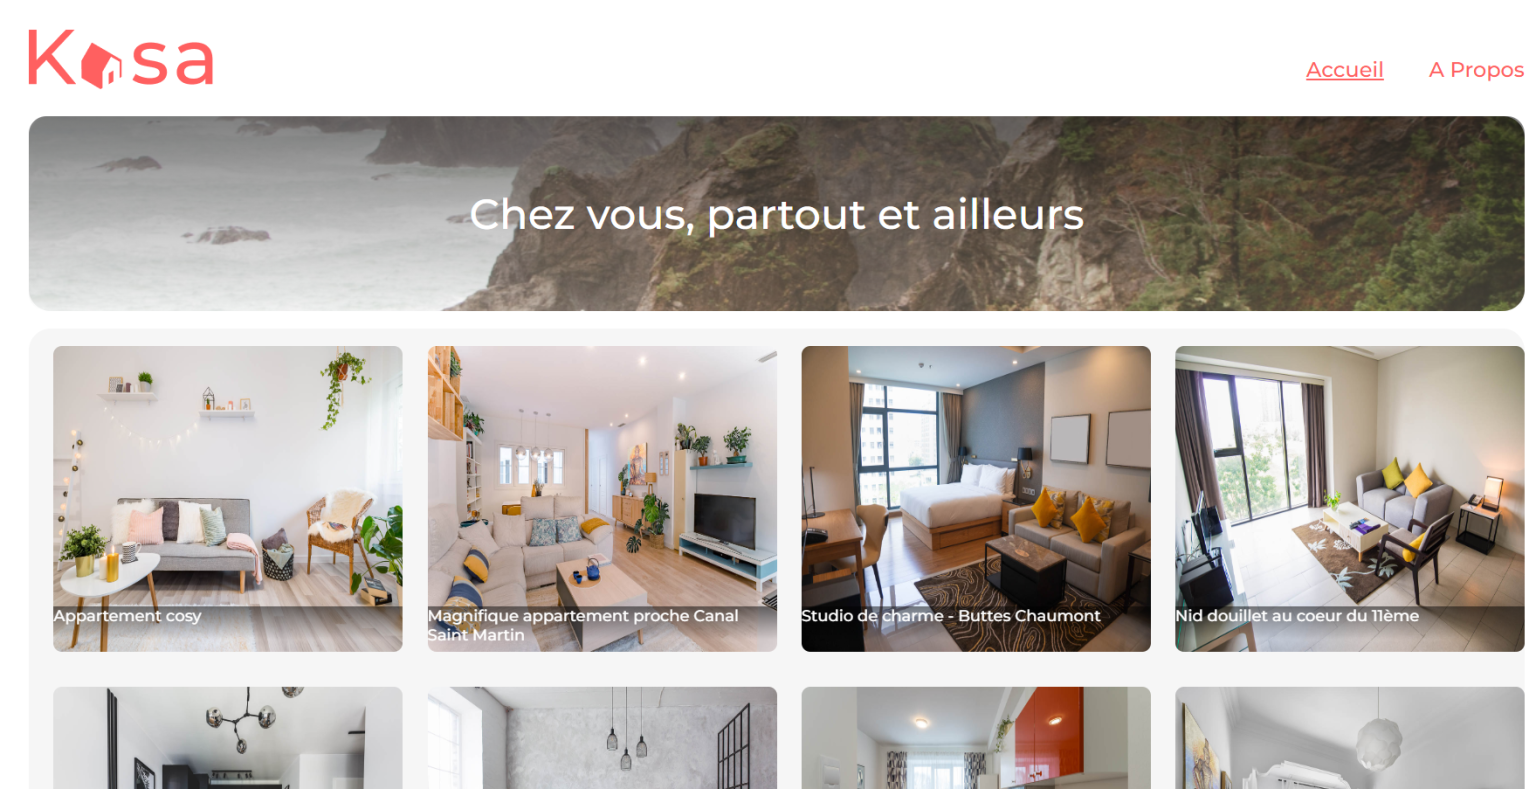 Kasa
Accueil
A Propos
Chez vous, partout et ailleurs
Appartement cosy
Magnifique appartement proche Canal
Saint Martin
Studio de charme - Buttes Chaumont
Nid douillet au coeur du 11ème